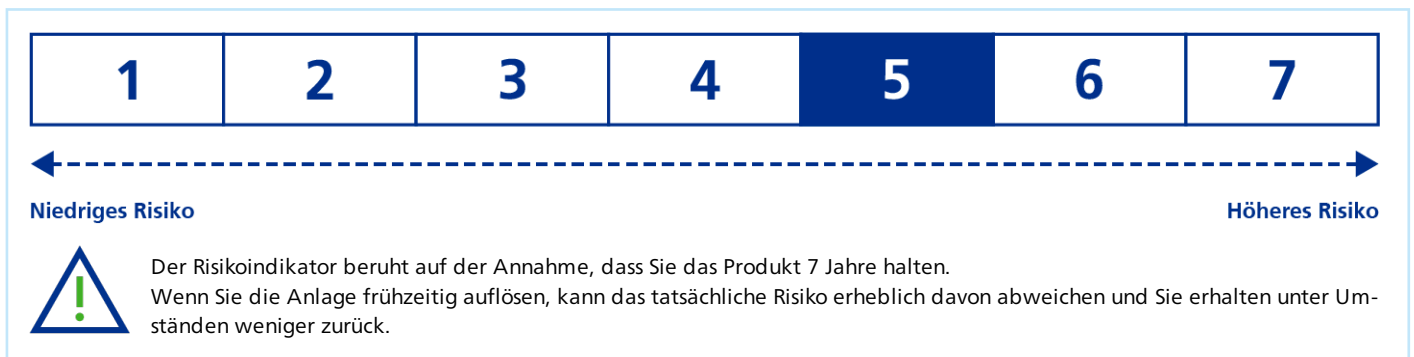 1 2 3 4 5 6 7
Niedriges Risiko Höheres Risiko
Der Risikoindikator beruht auf der Annahme, dass Sie das Produkt 7 Jahre halten.
Wenn Sie die Anlage frühzeitig auflösen, kann das tatsächliche Risiko erheblich davon abweichen und Sie erhalten unter Um-
ständen weniger zurück.